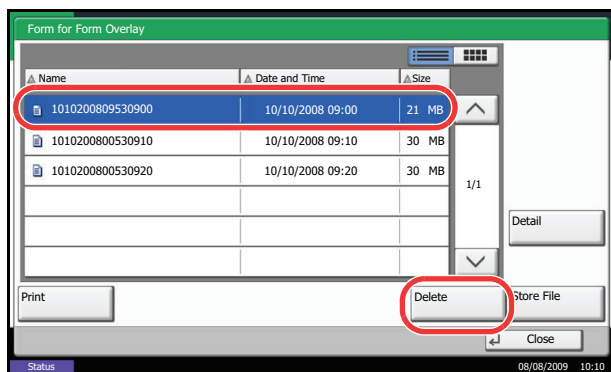 Form for Form Overlay
Name Date and Time Size
1010200809530900 10/10/2008 09:00 21 MB
1010200800530910 10/10/2008 09:10 30 MB
1010200800530920 10/10/2008 09:20 30 MB
1/1
Detail
Print Delete Store File
Close
Status 08/08/2009 10:10